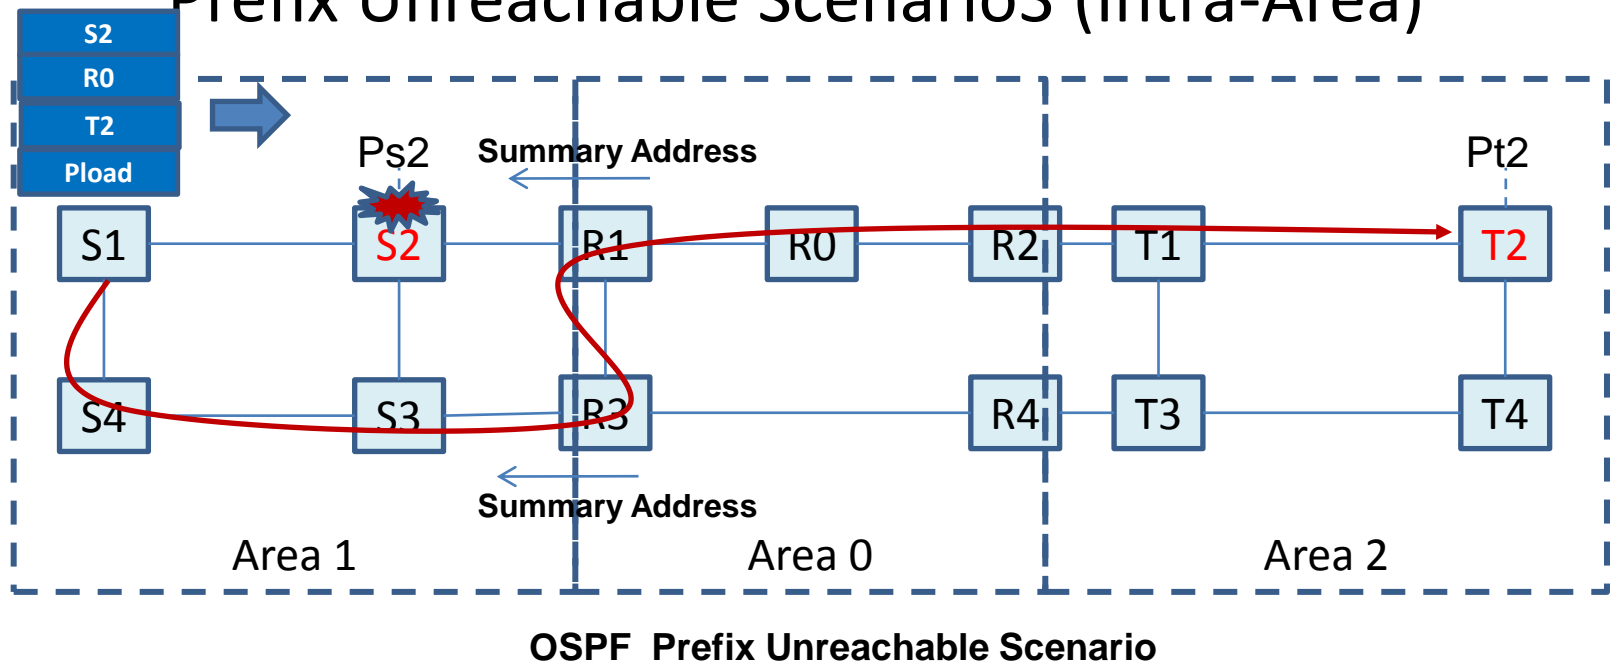 Prefix Unreachable Scenario3 (Intra-Area)
S2
R0
T2
Pload
Ps2
Summary Address
Pt2
S1
S2
R1
R0
R2
T1
T2
S4
S3
R3
R4
T3
T4
Summary Address
Area 1
Area 0
Area 2
OSPF Prefix Unreachable Scenario